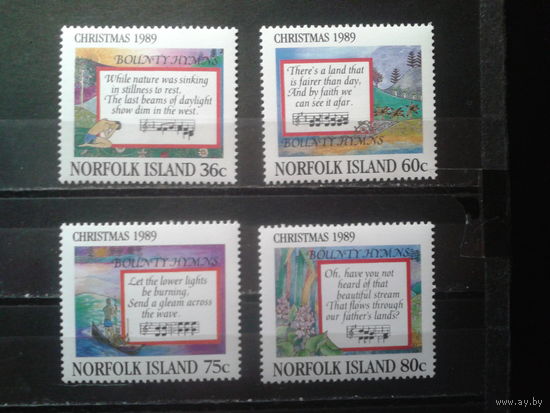 CHRISTMAS 1989
BOUNTY HYMNS
While nature was sinking
in stillness to rest.
The last beams of daylight
show dim in the west.
NORFOLK ISLAND 36c
CHRISTMAS 1989
There's a land that
is fairer than day,
And by faith we
can see it afar.
BOUNTY HYMNS
NORFOLK ISLAND 60c
CHRISTMAS 1989
BOUNTY HYMNS
Let the lower lights
be burning,
Send a gleam across
the wave.
NORFOLK ISLAND 75c
CHRISTMAS 1989
BOUNTY HYMNS
Oh, have you not
heard of that
beautiful stream
That flows through
our father's lands?
NORFOLK ISLAND 80c
www.ay.by